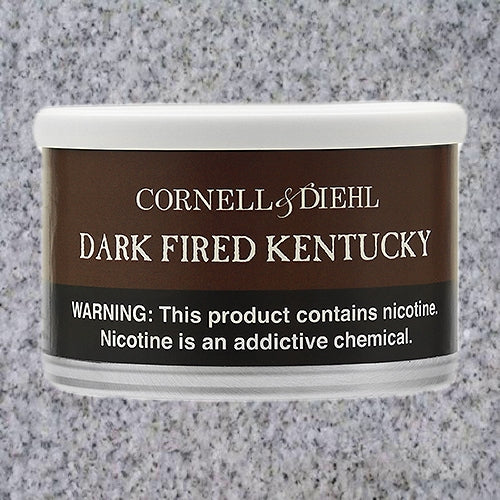 CORNELL & DIEHL
DARK FIRED KENTUCKY
WARNING: This product contains nicotine.
Nicotine is an addictive chemical.